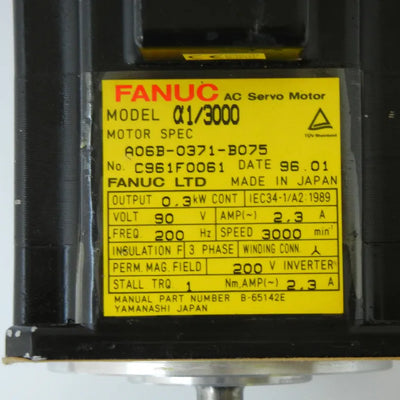 FANUC AC Servo Motor
MODEL α1/3000
MOTOR SPEC
A06B-0371-B075
No. C961F0061 DATE 96.01
FANUC LTD MADE IN JAPAN
OUTPUT 0.3 kW CONT IEC34-1/A2 1989
VOLT 90 V AMP(~) 2.3 A
FREQ 200 Hz SPEED 3000 min⁻¹
INSULATION F 3 PHASE WINDING CONN. 人
PERM. MAG. FIELD 200 V INVERTER
STALL TRQ 1 Nm, AMP(~) 2.3 A
MANUAL PART NUMBER B-65142E
YAMANASHI JAPAN